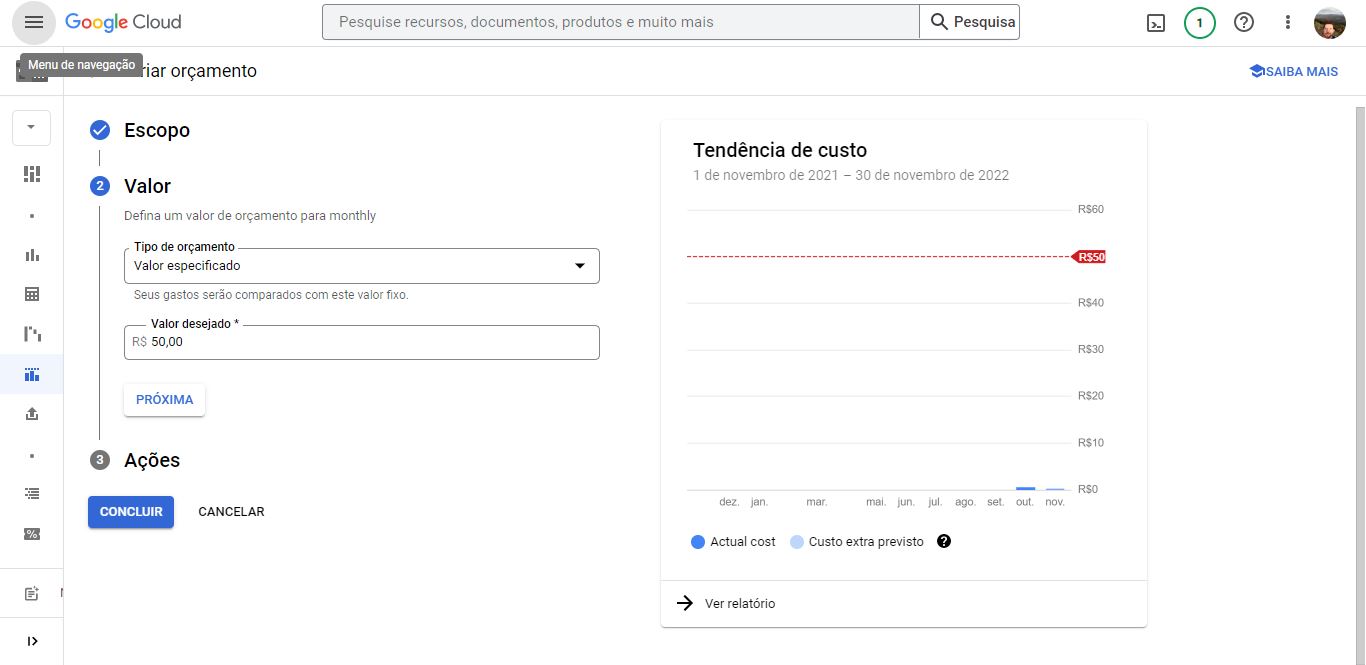 Google Cloud
Pesquise recursos, documentos, produtos e muito mais
Pesquisa
1
Menu de navegação
riar orçamento
SAIBA MAIS
Escopo
2
Valor
Defina um valor de orçamento para monthly
Tipo de orçamento
Valor especificado
Seus gastos serão comparados com este valor fixo.
Valor desejado *
R$ 50,00
PRÓXIMA
3
Ações
CONCLUIR
CANCELAR
Tendência de custo
1 de novembro de 2021 – 30 de novembro de 2022
R$60
R$50
R$40
R$30
R$20
R$10
R$0
dez. jan. mar. mai. jun. jul. ago. set. out. nov.
Actual cost
Custo extra previsto
Ver relatório